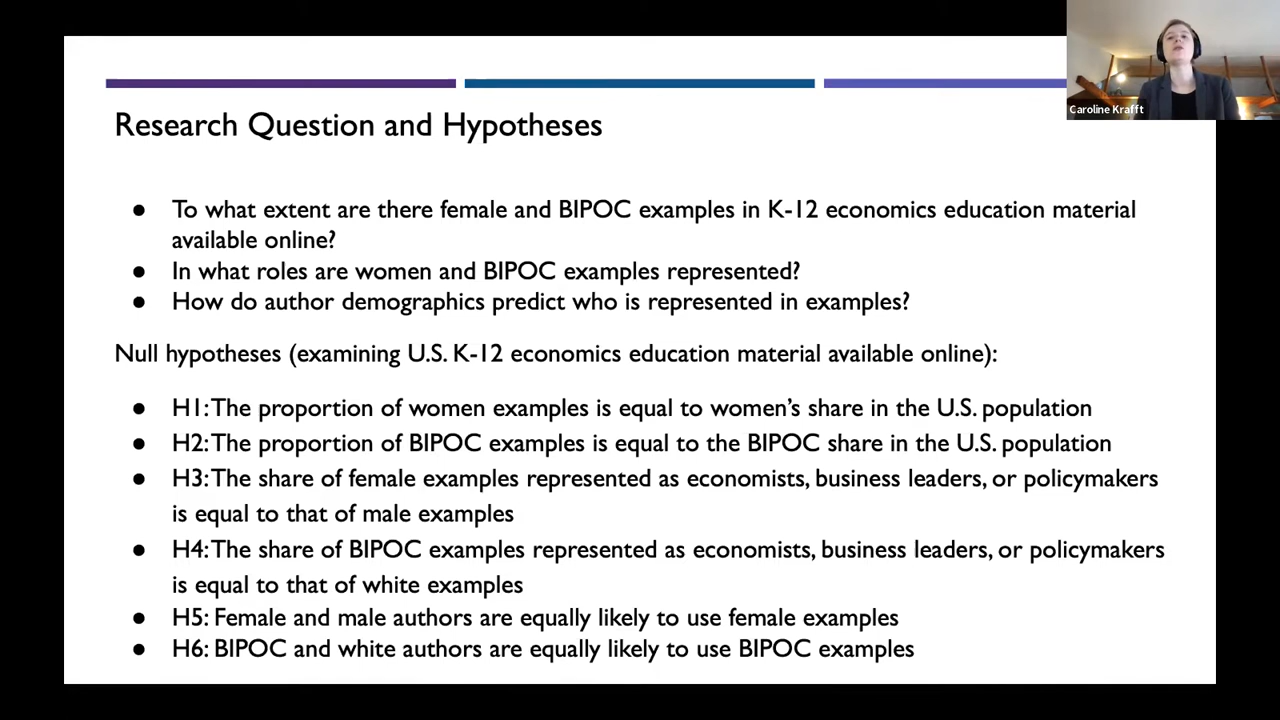 Caroline Krafft
Research Question and Hypotheses
● To what extent are there female and BIPOC examples in K-12 economics education material
available online?
● In what roles are women and BIPOC examples represented?
● How do author demographics predict who is represented in examples?
Null hypotheses (examining U.S. K-12 economics education material available online):
● H1: The proportion of women examples is equal to women’s share in the U.S. population
● H2: The proportion of BIPOC examples is equal to the BIPOC share in the U.S. population
● H3: The share of female examples represented as economists, business leaders, or policymakers
is equal to that of male examples
● H4: The share of BIPOC examples represented as economists, business leaders, or policymakers
is equal to that of white examples
● H5: Female and male authors are equally likely to use female examples
● H6: BIPOC and white authors are equally likely to use BIPOC examples